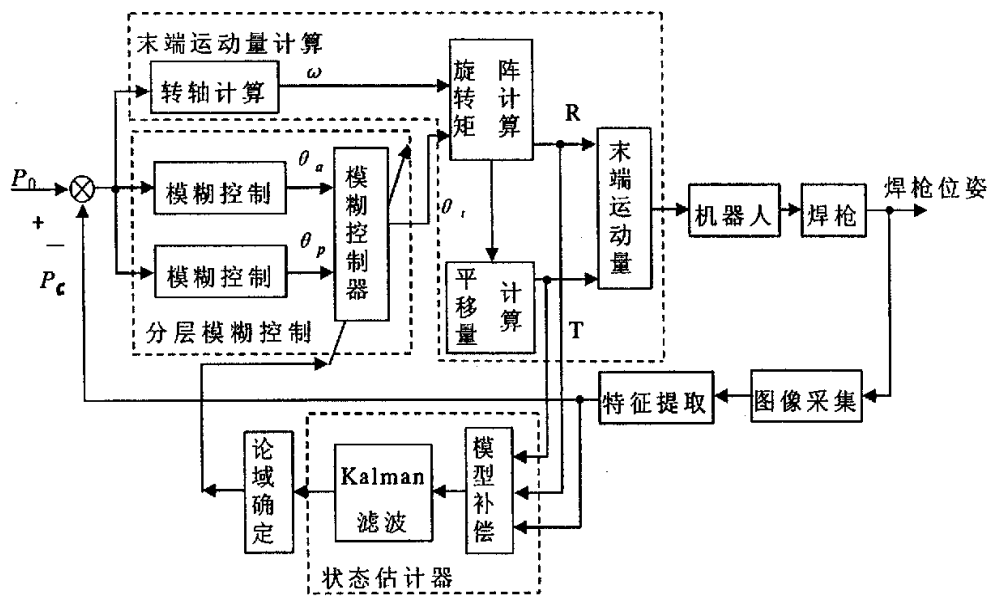 末端运动量计算
转轴计算
ω
旋转矩阵计算
R
末端运动量
P0
+
−
Pc
模糊控制
θa
模糊控制
θp
模糊控制器
θt
分层模糊控制
平移量计算
T
机器人
焊枪
焊枪位姿
特征提取
图像采集
论域确定
Kalman
滤波
模型补偿
状态估计器